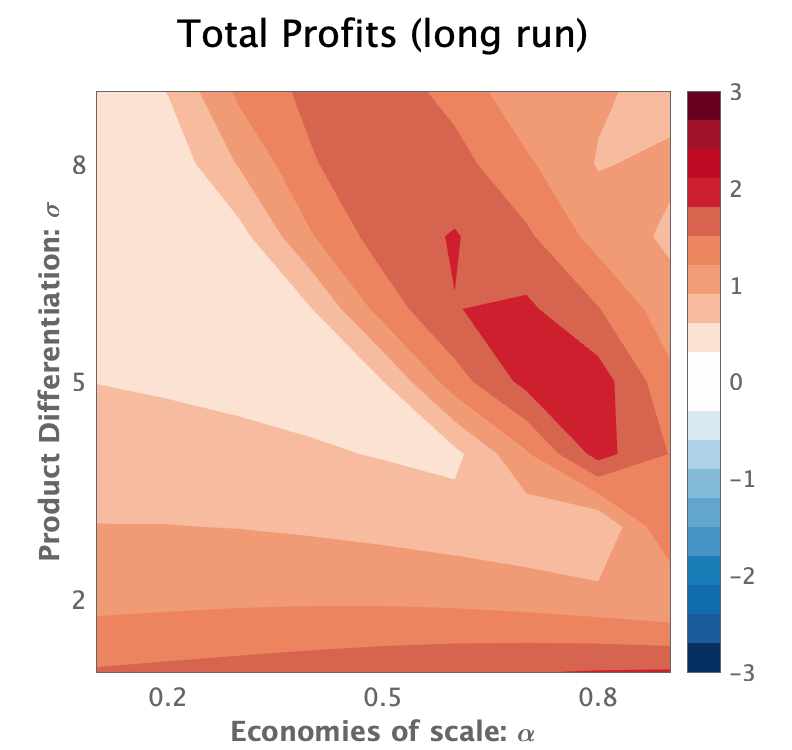 Total Profits (long run)
Product Differentiation: σ
8
5
2
0.2 0.5 0.8
Economies of scale: α
3
2
1
0
−1
−2
−3